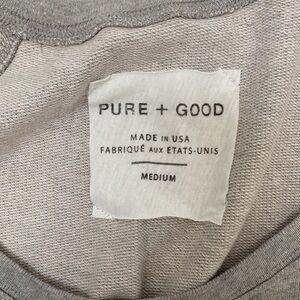 PURE + GOOD
MADE IN USA
FABRIQUÉ AUX ETATS-UNIS
MEDIUM